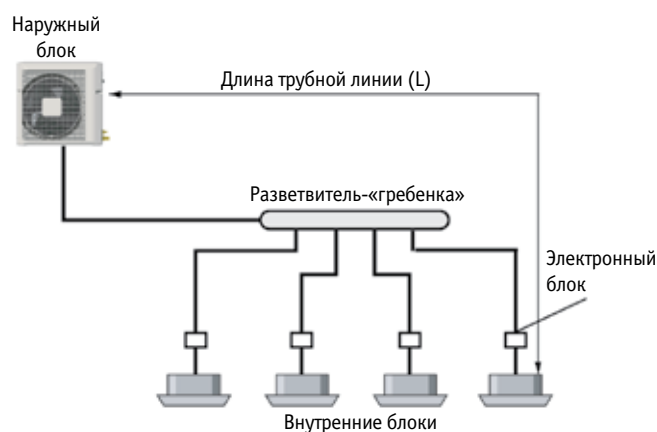 Наружный
блок
Длина трубной линии (L)
Разветвитель-«гребенка»
Электронный
блок
Внутренние блоки